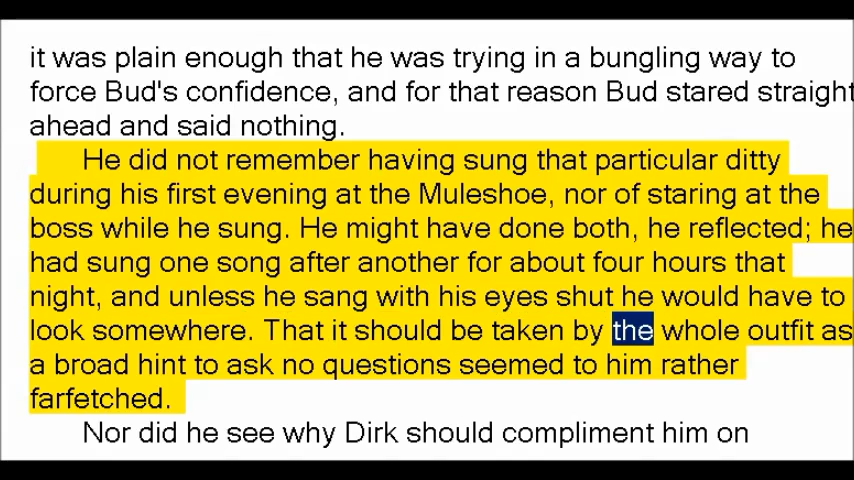 it was plain enough that he was trying in a bungling way to
force Bud's confidence, and for that reason Bud stared straight
ahead and said nothing.
He did not remember having sung that particular ditty
during his first evening at the Muleshoe, nor of staring at the
boss while he sung. He might have done both, he reflected; he
had sung one song after another for about four hours that
night, and unless he sang with his eyes shut he would have to
look somewhere. That it should be taken by the whole outfit as
a broad hint to ask no questions seemed to him rather
farfetched.
Nor did he see why Dirk should compliment him on